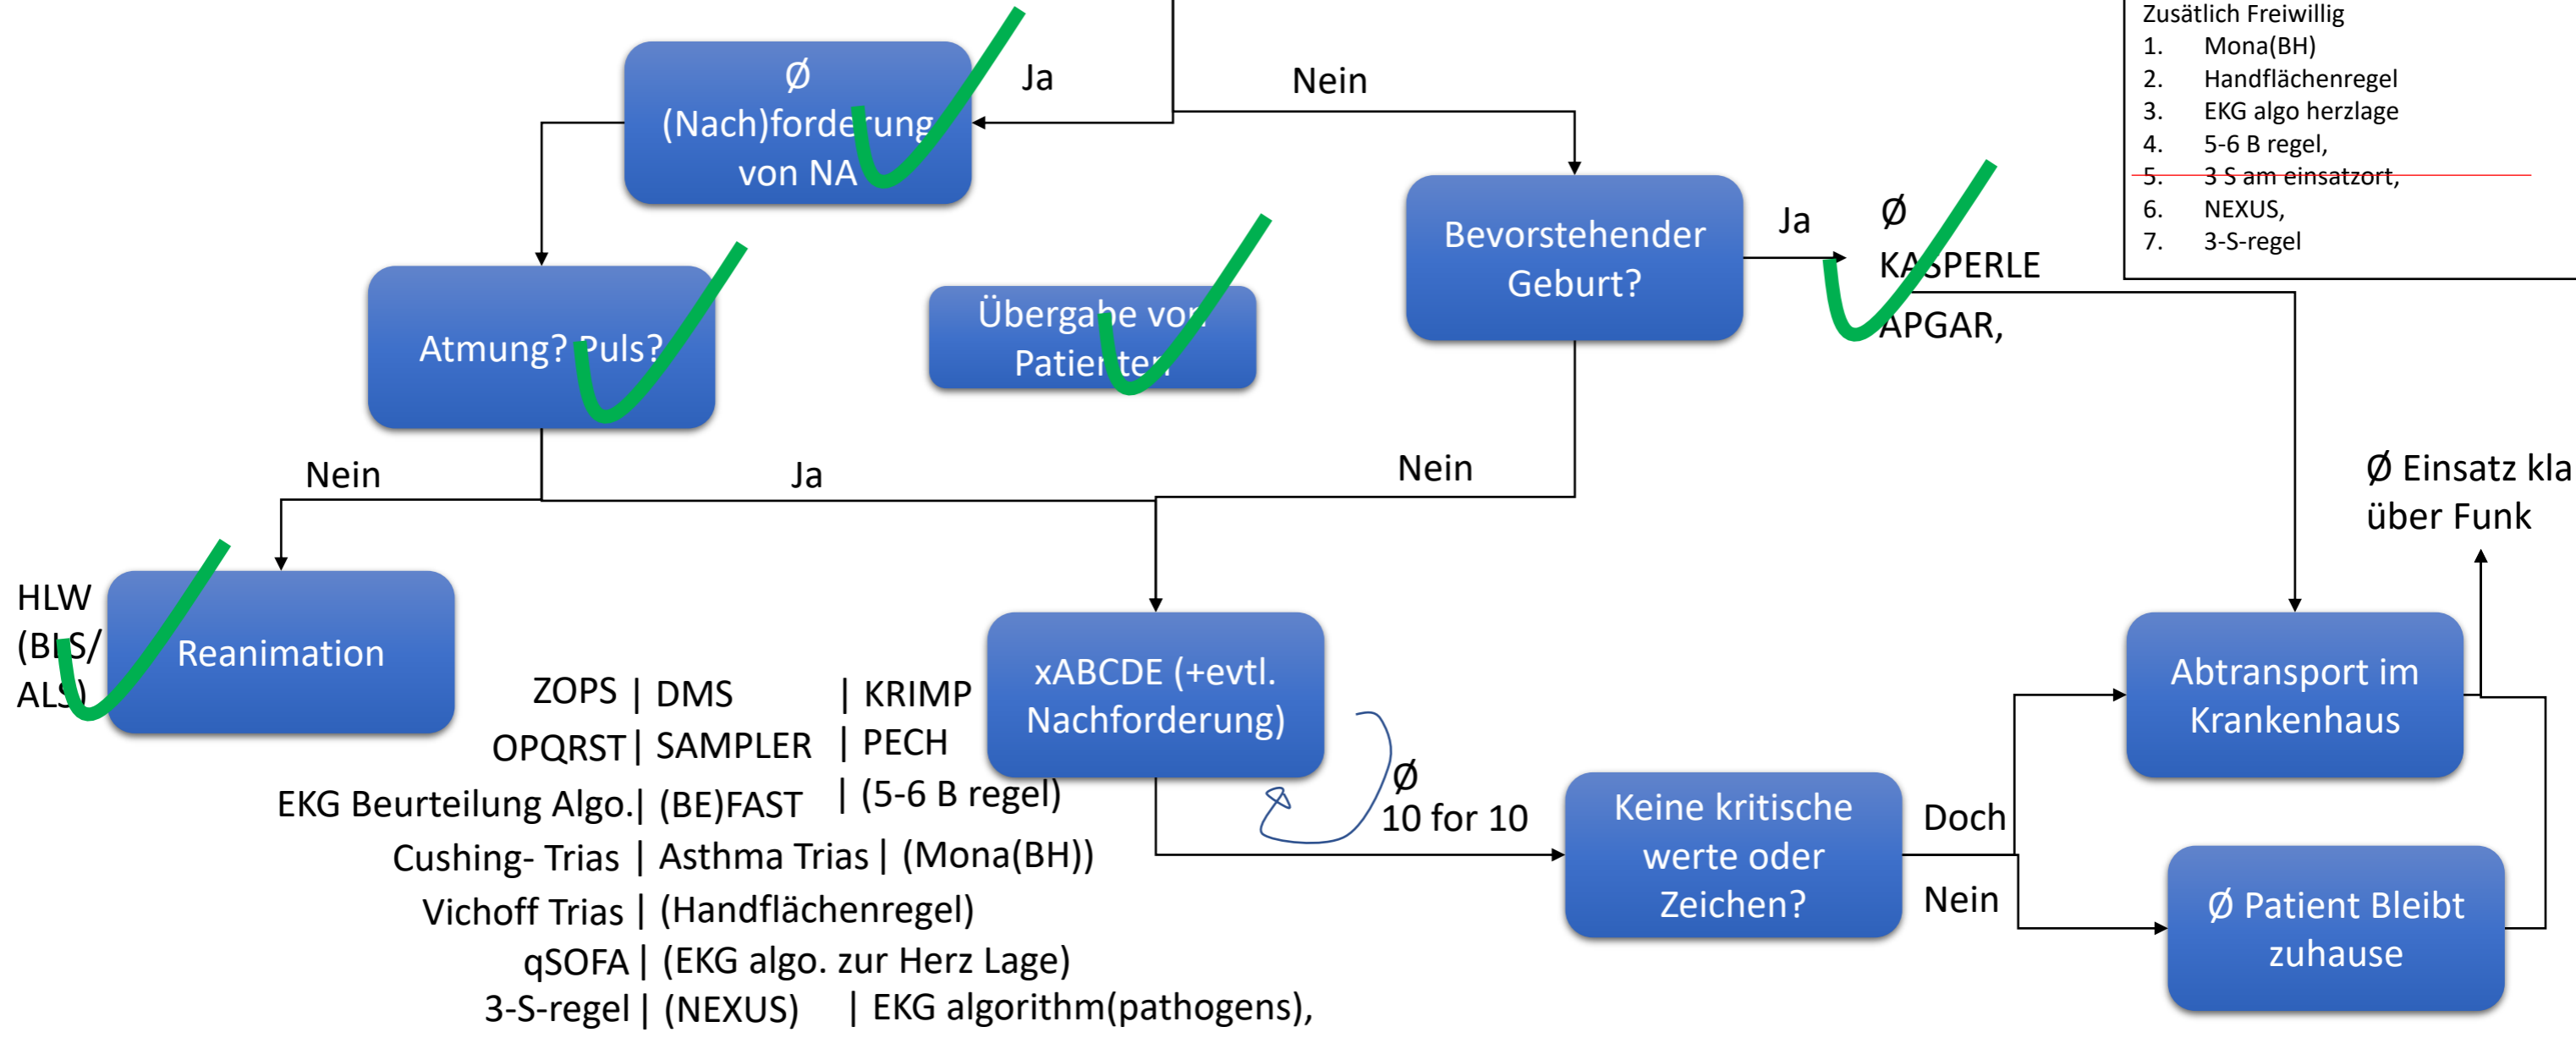 Zusätlich Freiwillig
1. Mona(BH)
2. Handflächenregel
3. EKG algo herzlage
4. 5-6 B regel,
5. 3 S am einsatzort,
6. NEXUS,
7. 3-S-regel
Ø
(Nach)forderung
von NA
Ja
Nein
Bevorstehender
Geburt?
Ja
Ø
KASPERLE
APGAR,
Atmung? Puls?
Übergabe von
Patienten
Nein
Ja
Nein
Ø Einsatz kla
über Funk
HLW
(BLS/
ALS)
Reanimation
xABCDE (+evtl.
Nachforderung)
Abtransport im
Krankenhaus
ZOPS | DMS | KRIMP
OPQRST | SAMPLER | PECH
EKG Beurteilung Algo. | (BE)FAST | (5-6 B regel)
Cushing- Trias | Asthma Trias | (Mona(BH))
Vichoff Trias | (Handflächenregel)
qSOFA | (EKG algo. zur Herz Lage)
3-S-regel | (NEXUS) | EKG algorithm(pathogens),
Ø
10 for 10
Keine kritische
werte oder
Zeichen?
Doch
Nein
Ø Patient Bleibt
zuhause